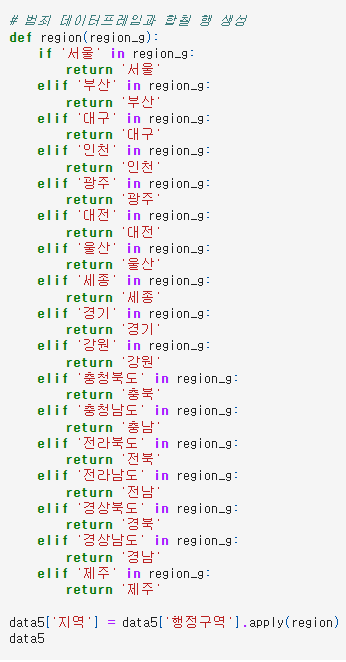 # 범죄 데이터프레임과 합칠 행 생성
def region(region_g):
    if '서울' in region_g:
        return '서울'
    elif '부산' in region_g:
        return '부산'
    elif '대구' in region_g:
        return '대구'
    elif '인천' in region_g:
        return '인천'
    elif '광주' in region_g:
        return '광주'
    elif '대전' in region_g:
        return '대전'
    elif '울산' in region_g:
        return '울산'
    elif '세종' in region_g:
        return '세종'
    elif '경기' in region_g:
        return '경기'
    elif '강원' in region_g:
        return '강원'
    elif '충청북도' in region_g:
        return '충북'
    elif '충청남도' in region_g:
        return '충남'
    elif '전라북도' in region_g:
        return '전북'
    elif '전라남도' in region_g:
        return '전남'
    elif '경상북도' in region_g:
        return '경북'
    elif '경상남도' in region_g:
        return '경남'
    elif '제주' in region_g:
        return '제주'

data5['지역'] = data5['행정구역'].apply(region)
data5